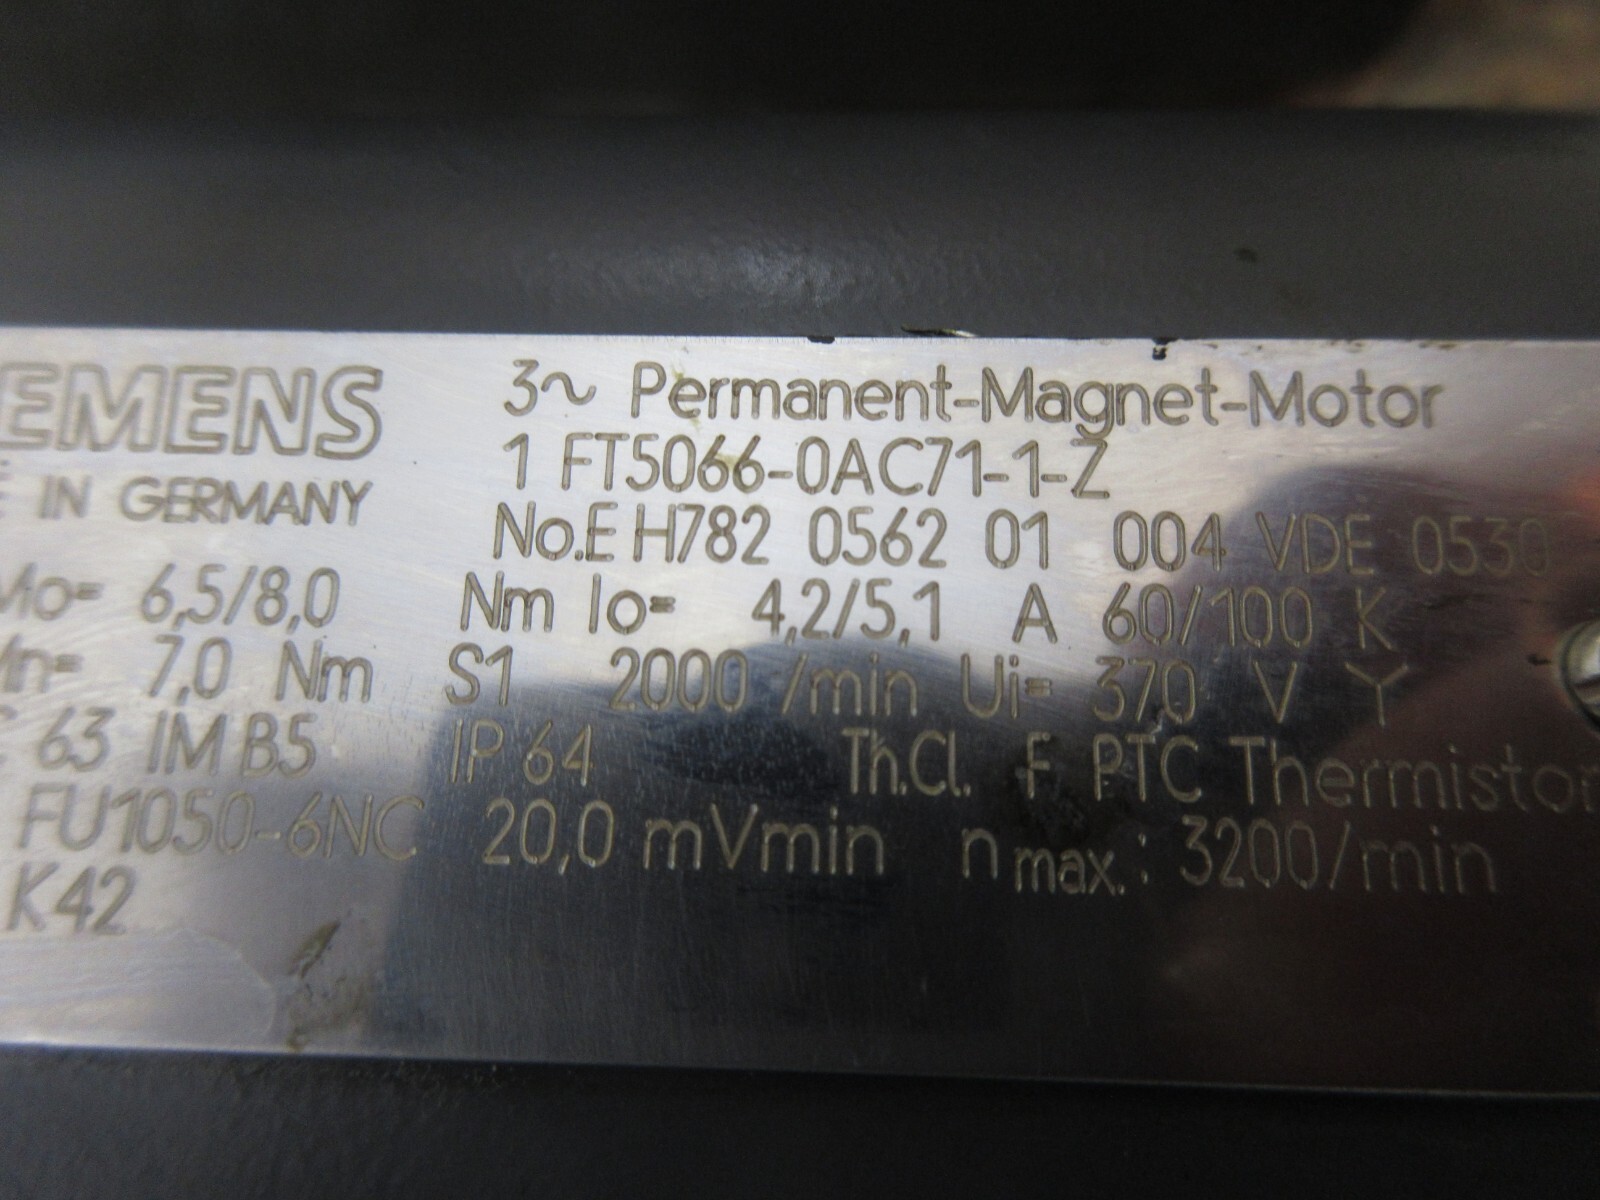 EMENS
E IN GERMANY
3~ Permanent-Magnet-Motor
1 FT5066-0AC71-1-Z
No.E H782 0562 01 004 VDE 0530
Mo= 6,5/8,0 Nm Io= 4,2/5,1 A 60/100 K
Mn= 7,0 Nm S1 2000 /min Ui= 370 V Y
63 IM B5 IP 64 Th.Cl. F PTC Thermistor
FU1050-6NC 20,0 mVmin n max.: 3200/min
K42